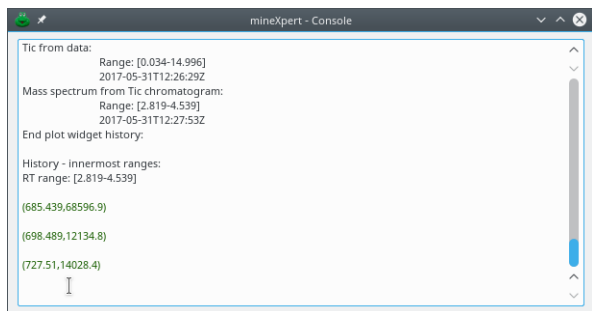 mineXpert - Console
Tic from data:
Range: [0.034-14.996]
2017-05-31T12:26:29Z
Mass spectrum from Tic chromatogram:
Range: [2.819-4.539]
2017-05-31T12:27:53Z
End plot widget history:
History - innermost ranges:
RT range: [2.819-4.539]
(685.439,68596.9)
(698.489,12134.8)
(727.51,14028.4)